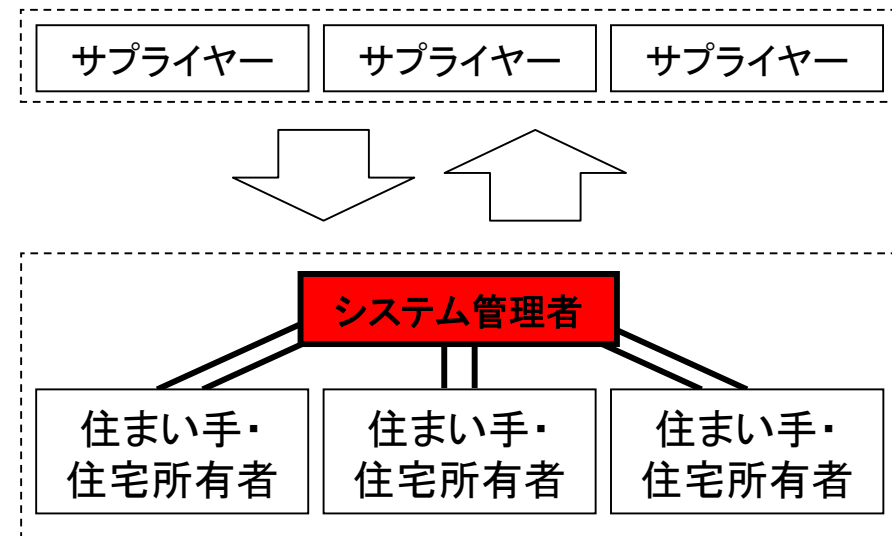 サプライヤー サプライヤー サプライヤー
システム管理者
住まい手・ 住まい手・ 住まい手・
住宅所有者 住宅所有者 住宅所有者